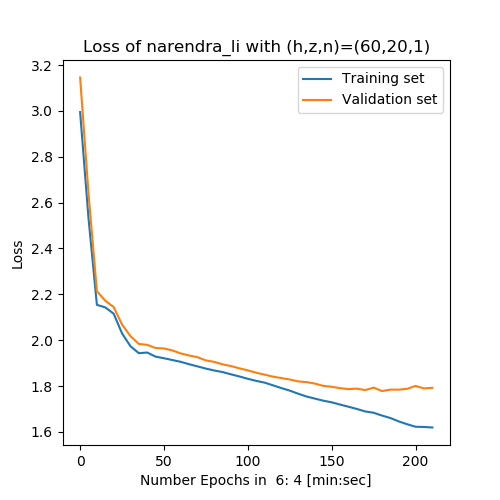 Loss of narendra_li with (h,z,n)=(60,20,1)
Training set
Validation set
3.2
3.0
2.8
2.6
2.4
2.2
2.0
1.8
1.6
Loss
0
50
100
150
200
Number Epochs in  6: 4 [min:sec]